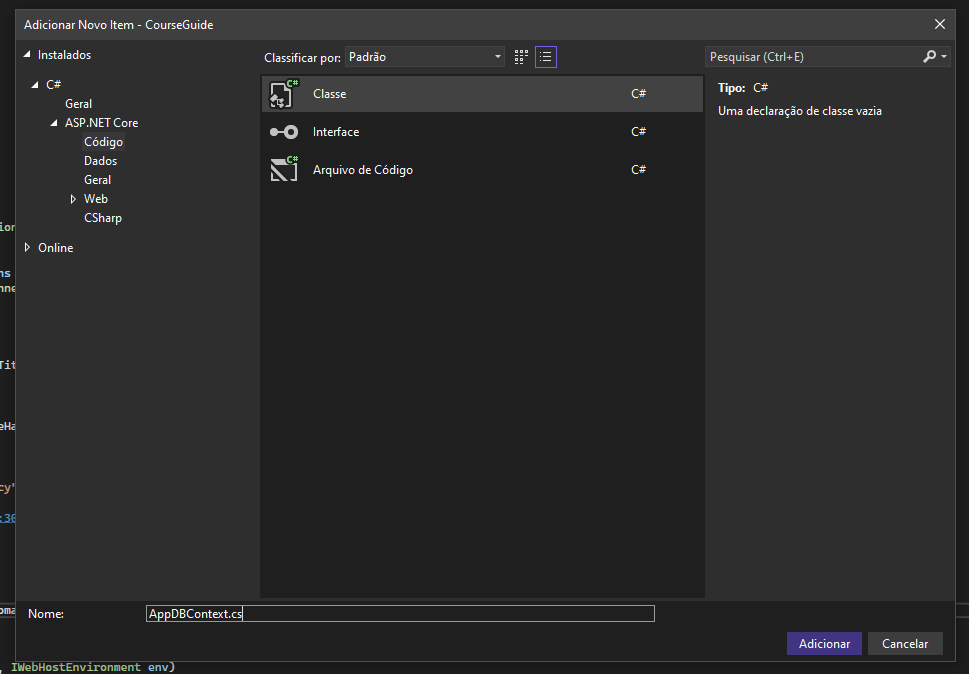 Adicionar Novo Item - CourseGuide
Instalados
C#
Geral
ASP.NET Core
Código
Dados
Geral
Web
CSharp
Online
Classificar por: Padrão
Classe C#
Interface C#
Arquivo de Código C#
Pesquisar (Ctrl+E)
Tipo: C#
Uma declaração de classe vazia
Nome: AppDBContext.cs
Adicionar Cancelar
, IWebHostEnvironment env)